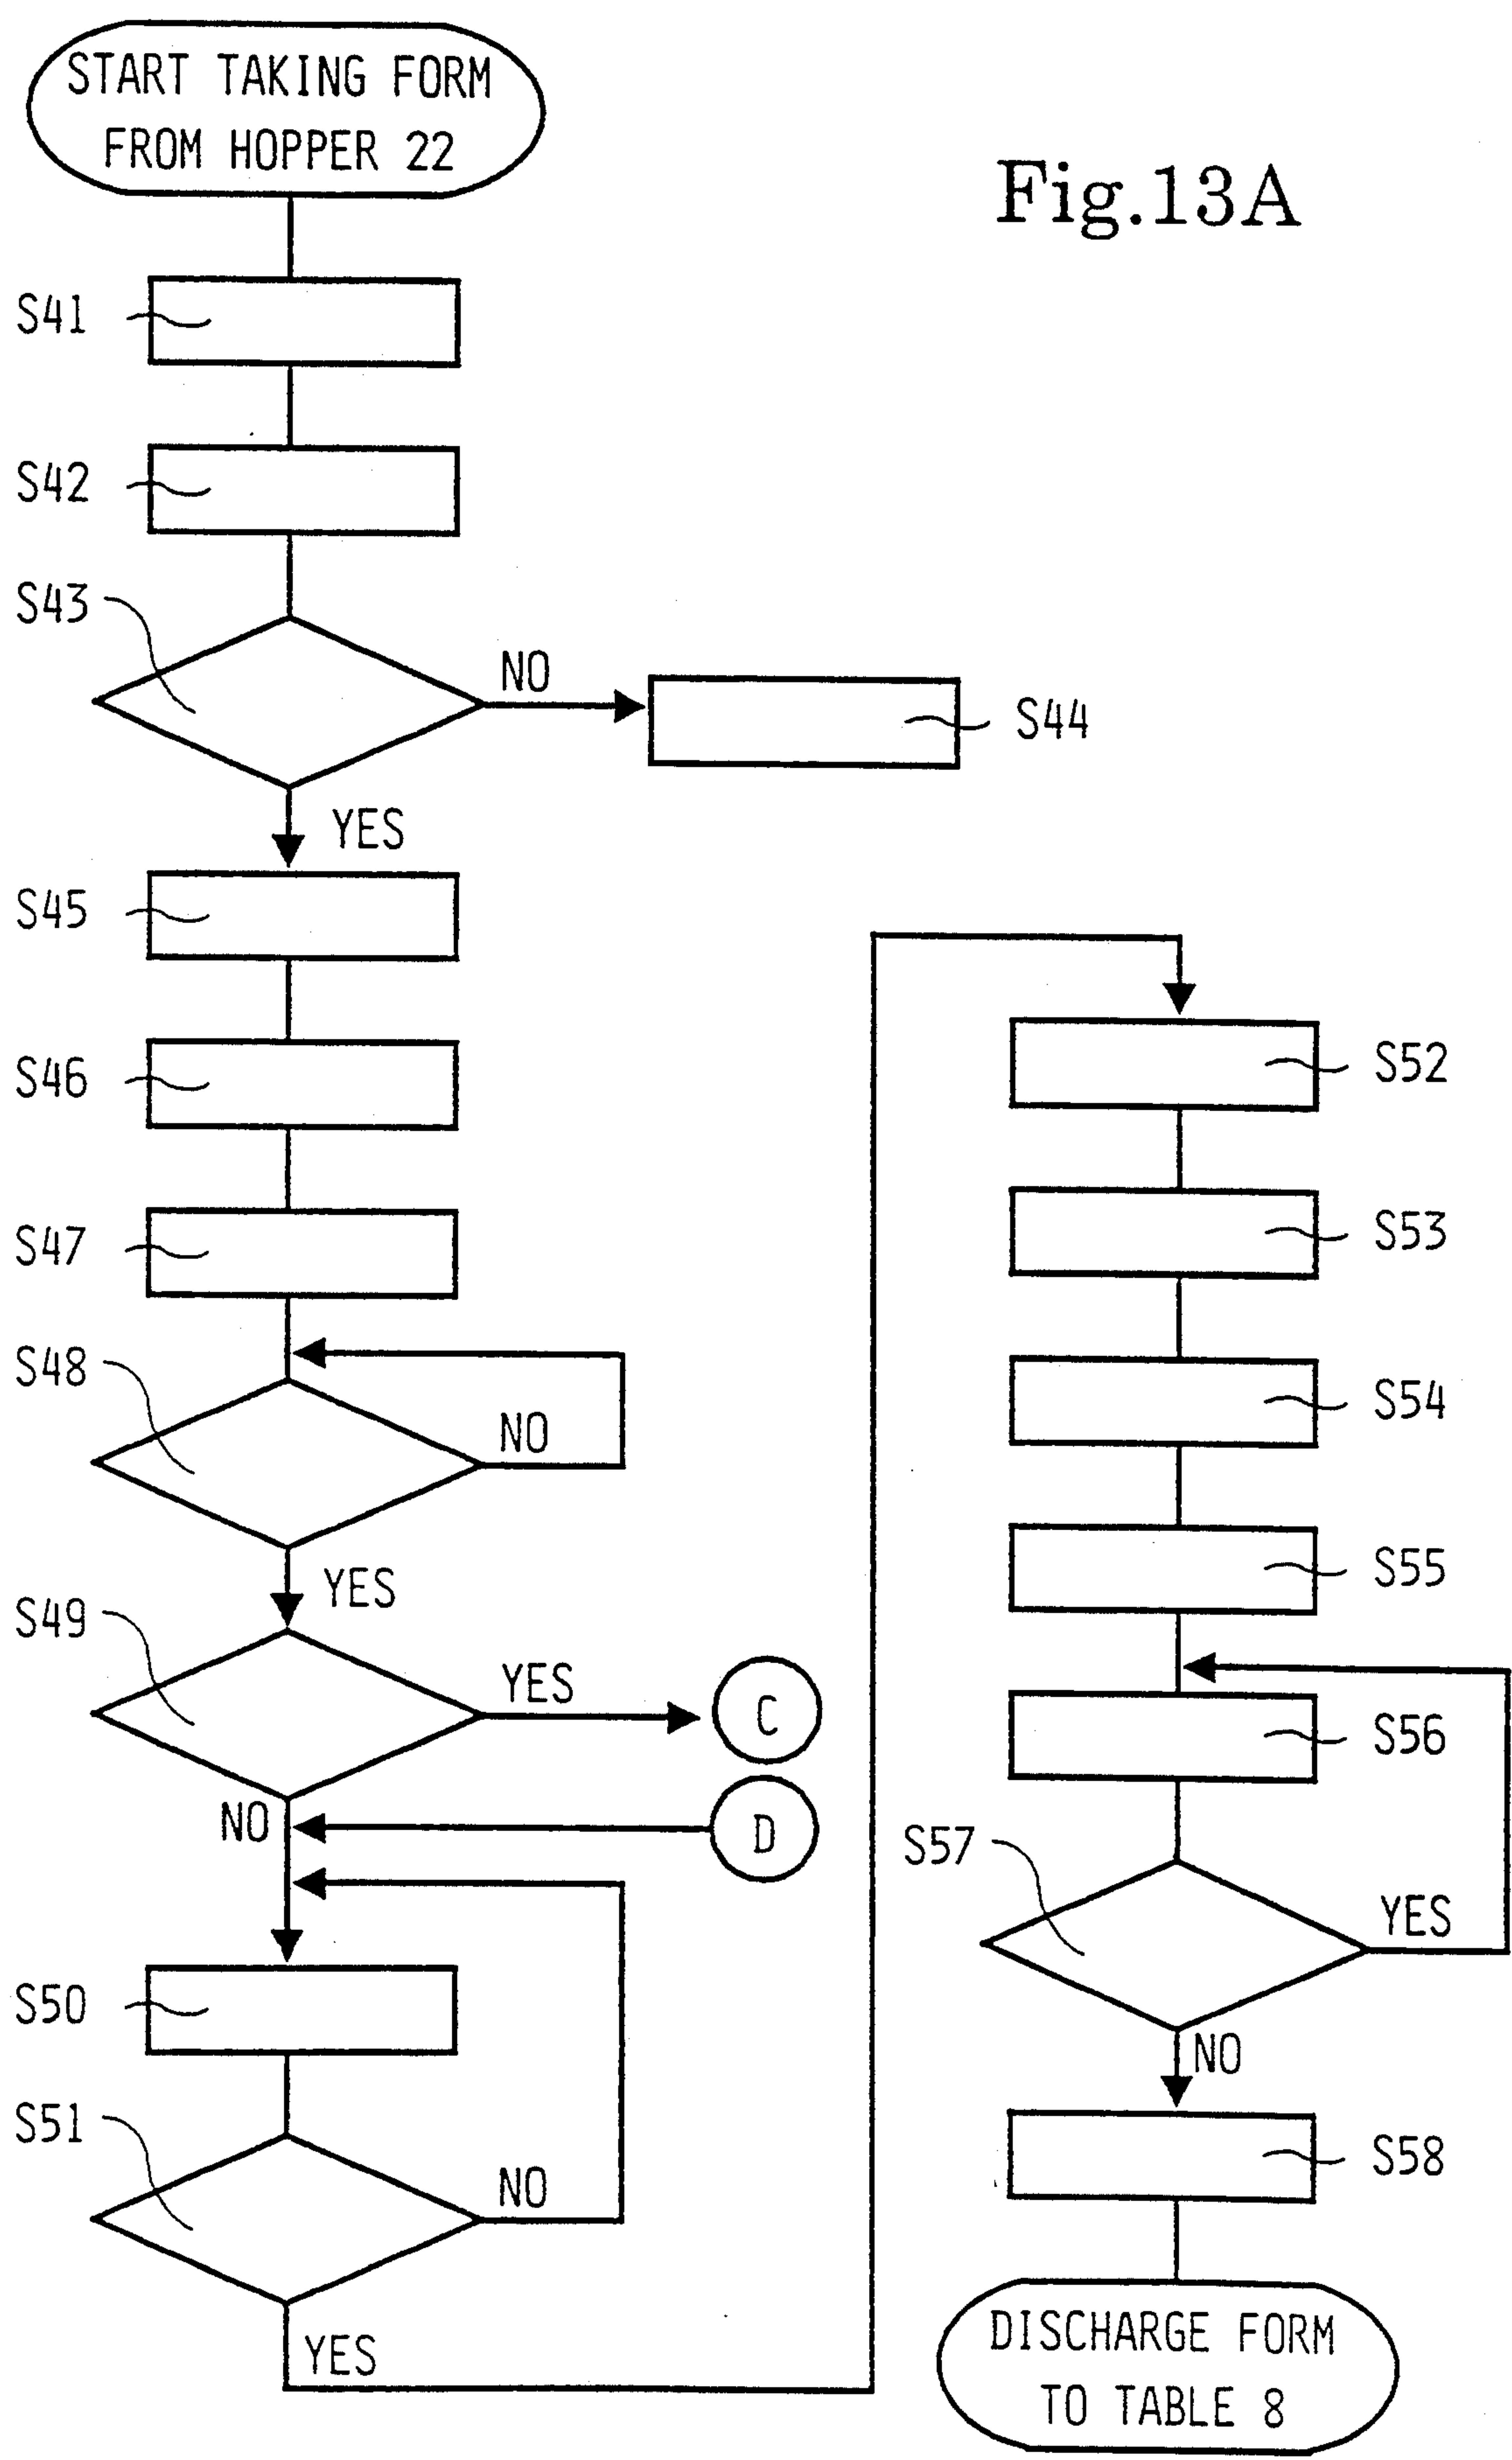 START TAKING FORM
FROM HOPPER 22
Fig.13A
S41
S42
S43
NO
S44
YES
S45
S46
S47
S48
NO
YES
S49
YES
C
NO
D
S50
S51
NO
YES
S52
S53
S54
S55
S56
S57
YES
NO
S58
DISCHARGE FORM
TO TABLE 8